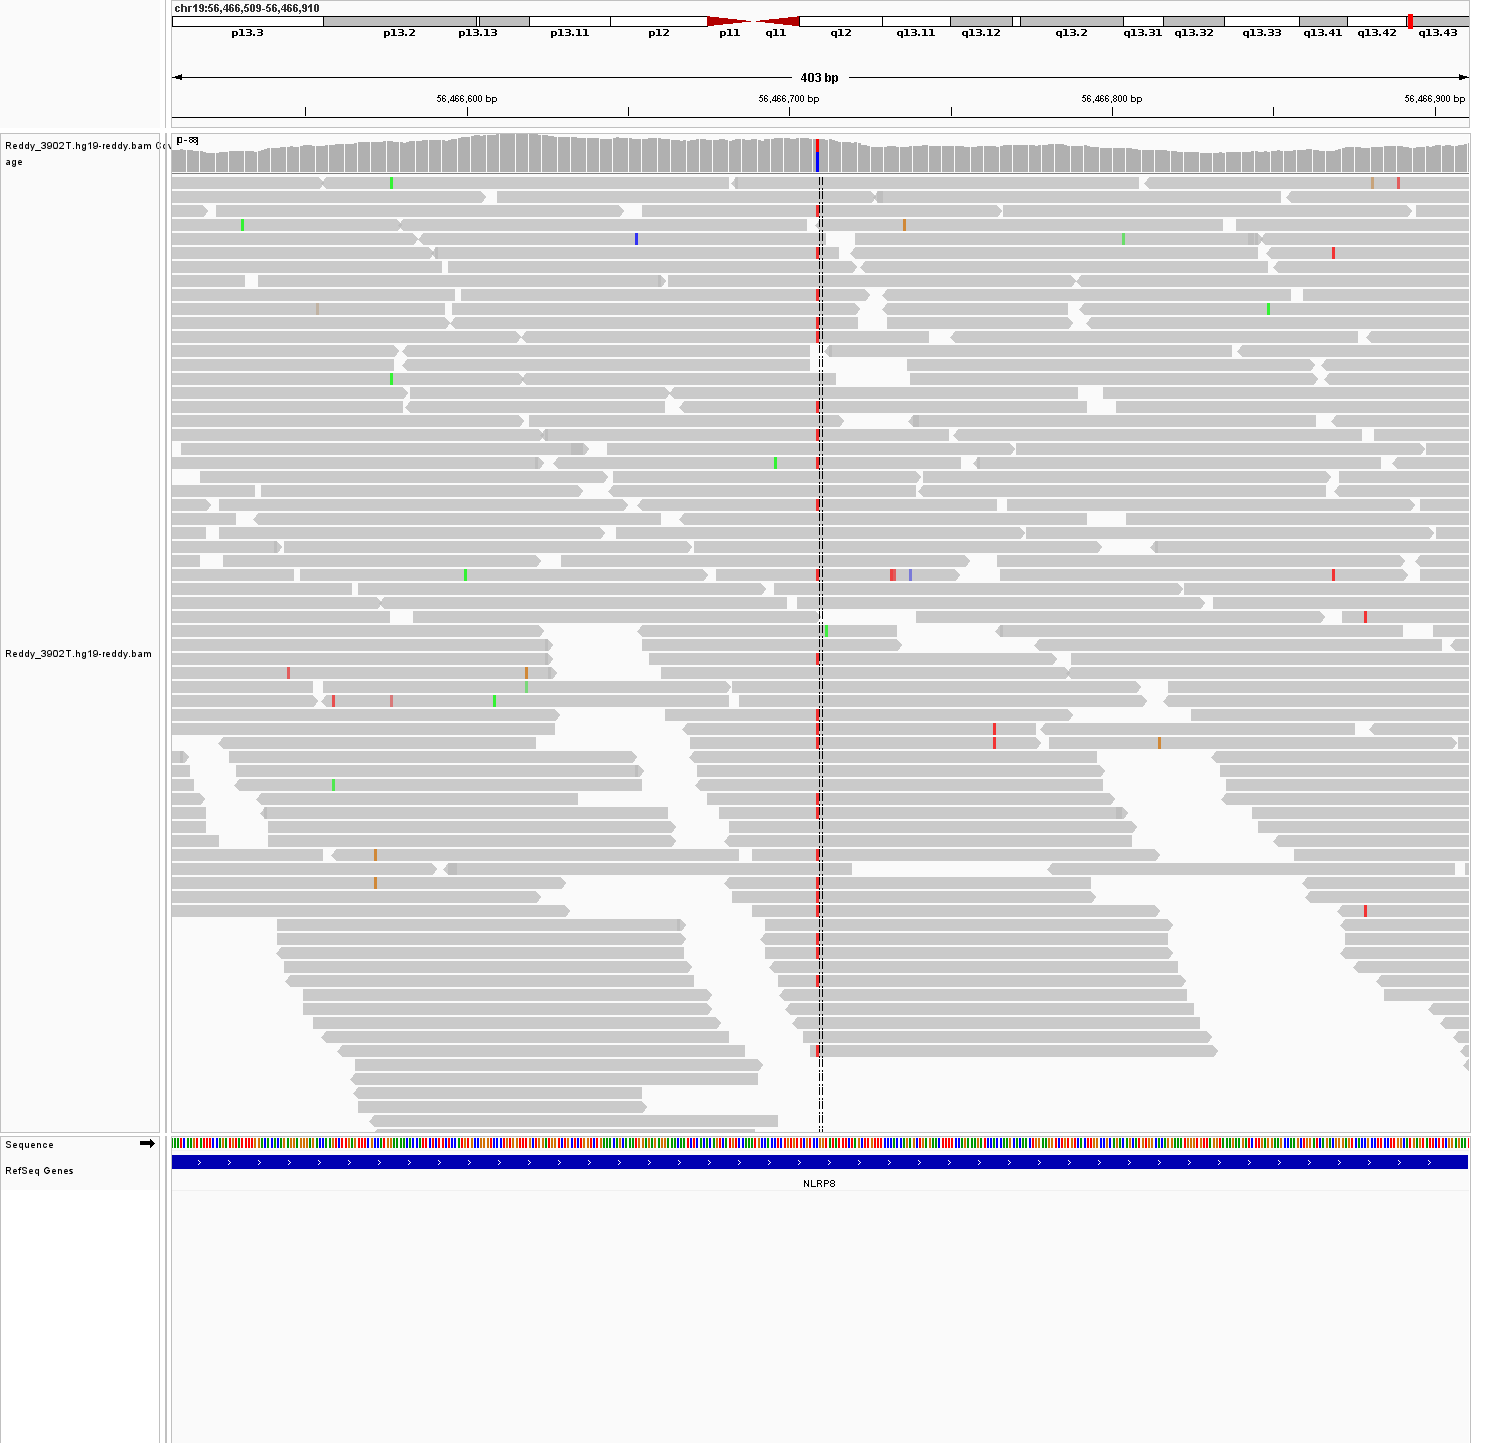 chr19:56,466,509-56,466,910
p13.3 p13.2 p13.13 p13.11 p12 p11 q11 q12 q13.11 q13.12 q13.2 q13.31 q13.32 q13.33 q13.41 q13.42 q13.43
403 bp
56,466,600 bp 56,466,700 bp 56,466,800 bp 56,466,900 bp
Reddy_3902T.hg19-reddy.bam Cov
age
[0 - 88]
Reddy_3902T.hg19-reddy.bam
Sequence
RefSeq Genes
NLRP8